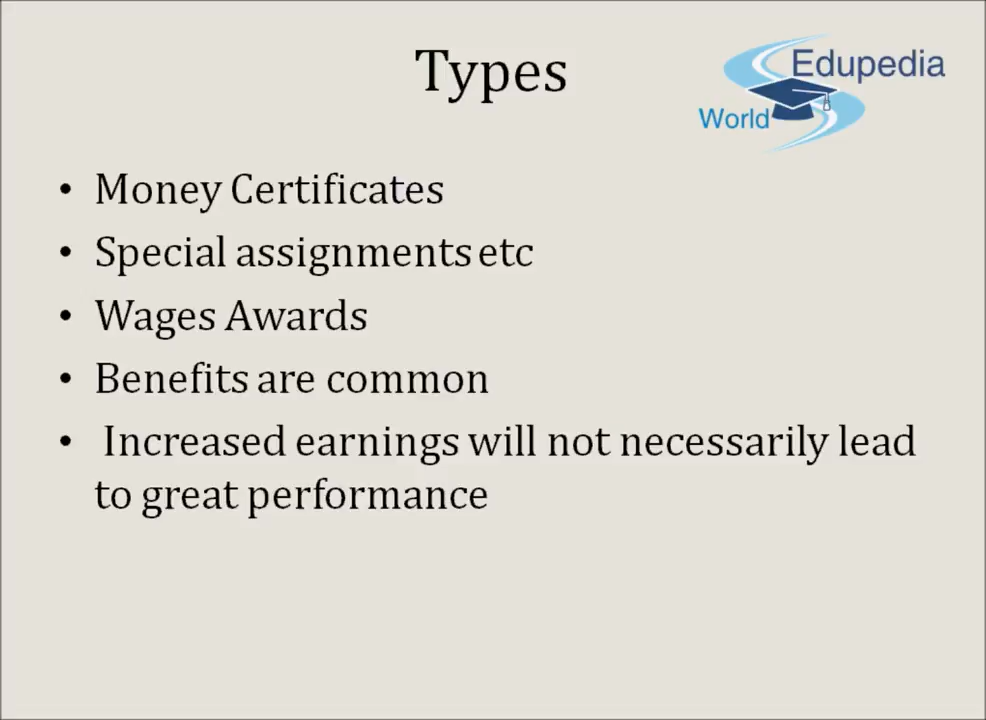 Types
Edupedia
World
• Money Certificates
• Special assignments etc
• Wages Awards
• Benefits are common
• Increased earnings will not necessarily lead
to great performance